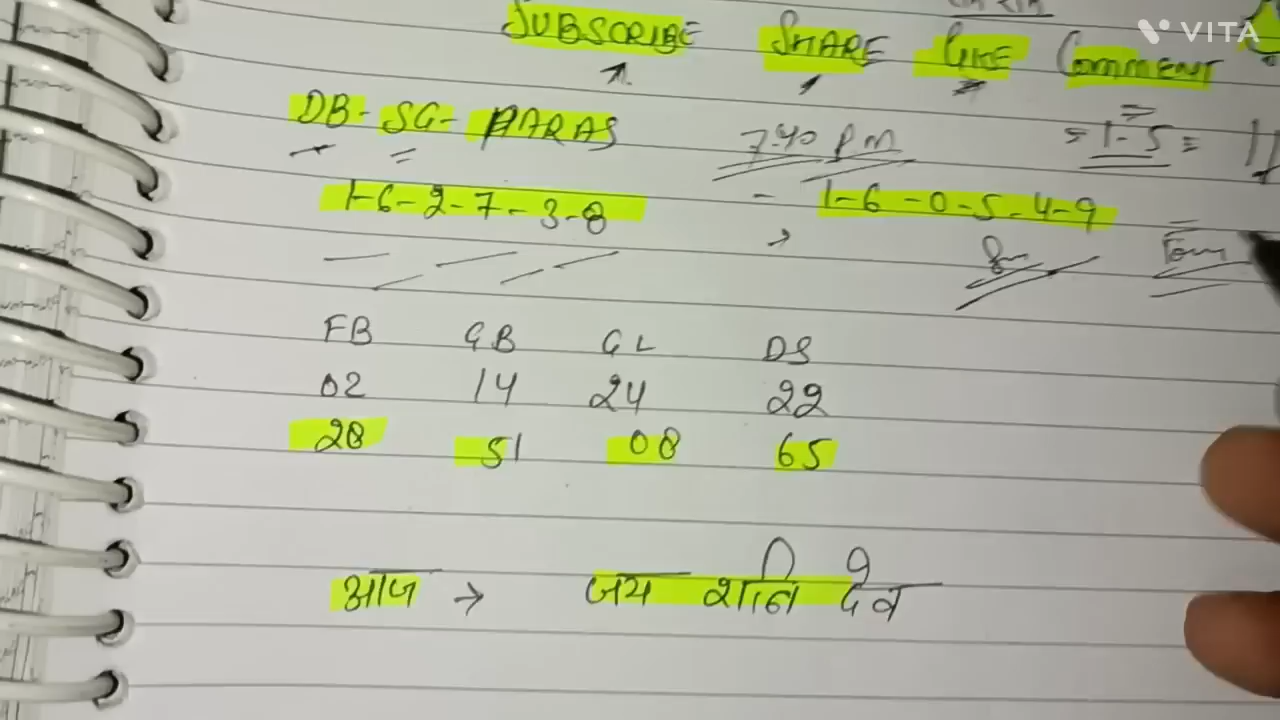 VITA
SUBSCRIBE SHARE LIKE COMMENT
DB- SG- PARAS 7:40 PM = 1-5 =
1-6-2-7-3-8 - 1-6-0-5-4-9
FB GB GL DS
02 14 24 22
28 51 08 65
आज → जय शनि देव